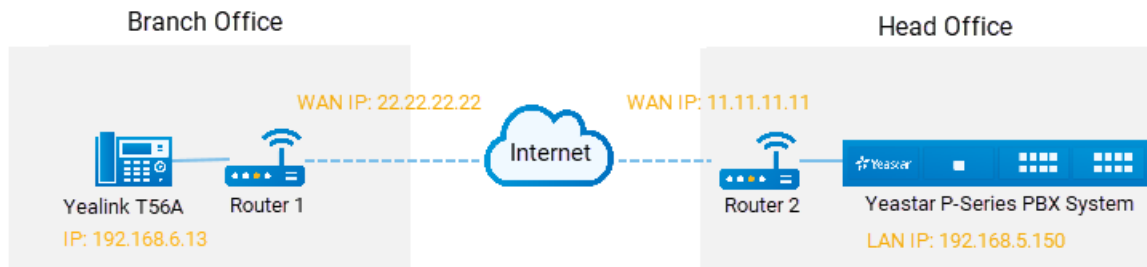 Branch Office
Head Office
WAN IP: 22.22.22.22
WAN IP: 11.11.11.11
Internet
Yeastar
Yealink T56A
Router 1
Router 2
Yeastar P-Series PBX System
IP: 192.168.6.13
LAN IP: 192.168.5.150